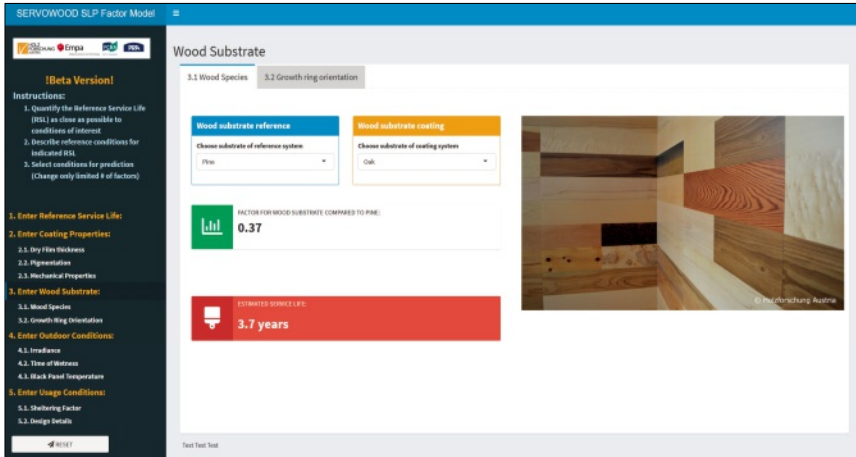 SERVOWOOD SLP Factor Model
HOLZ FORSCHUNG AUSTRIA
Empa
PRA
!Beta Version!
Instructions:
1. Quantify the Reference Service Life
(RSL) as close as possible to
conditions of interest
2. Describe reference conditions for
indicated RSL
3. Select conditions for prediction
(Change only limited # of factors)
1. Enter Reference Service Life:
2. Enter Coating Properties:
2.1. Dry Film thickness
2.2. Pigmentation
2.3. Mechanical Properties
3. Enter Wood Substrate:
3.1. Wood Species
3.2. Growth Ring Orientation
4. Enter Outdoor Conditions:
4.1. Irradiance
4.2. Time of Wetness
4.3. Black Panel Temperature
5. Enter Usage Conditions:
5.1. Sheltering Factor
5.2. Design Details
RESET
Wood Substrate
3.1 Wood Species
3.2 Growth ring orientation
Wood substrate reference
Choose substrate of reference system
Pine
Wood substrate coating
Choose substrate of coating system
Oak
FACTOR FOR WOOD SUBSTRATE COMPARED TO PINE:
0.37
ESTIMATED SERVICE LIFE:
3.7 years
© Holzforschung Austria
Test Test Test